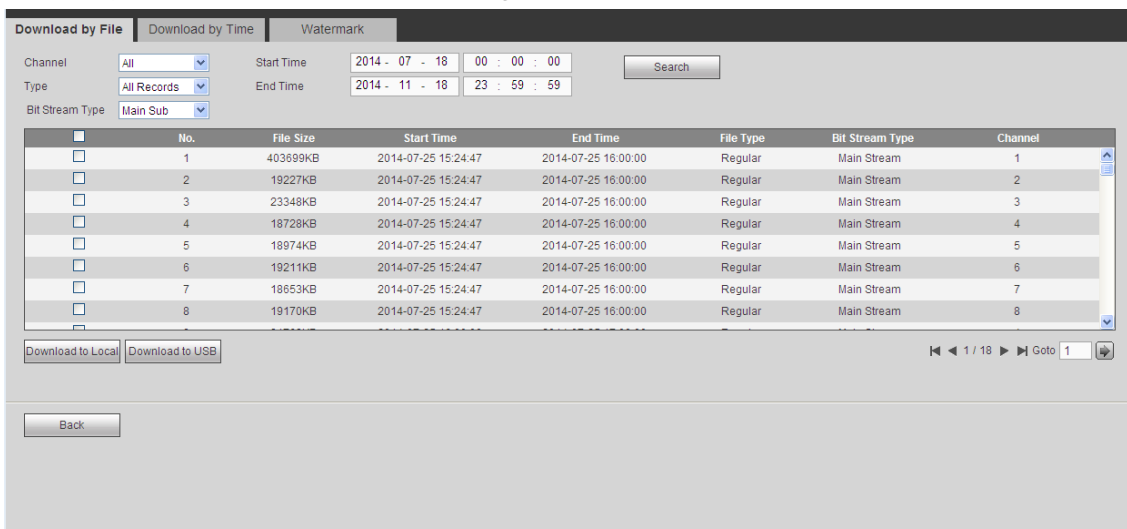 Download by File Download by Time Watermark
Channel All Start Time 2014 - 07 - 18 00 : 00 : 00 Search
Type All Records End Time 2014 - 11 - 18 23 : 59 : 59
Bit Stream Type Main Sub
No. File Size Start Time End Time File Type Bit Stream Type Channel
1 403699KB 2014-07-25 15:24:47 2014-07-25 16:00:00 Regular Main Stream 1
2 19227KB 2014-07-25 15:24:47 2014-07-25 16:00:00 Regular Main Stream 2
3 23348KB 2014-07-25 15:24:47 2014-07-25 16:00:00 Regular Main Stream 3
4 18728KB 2014-07-25 15:24:47 2014-07-25 16:00:00 Regular Main Stream 4
5 18974KB 2014-07-25 15:24:47 2014-07-25 16:00:00 Regular Main Stream 5
6 19211KB 2014-07-25 15:24:47 2014-07-25 16:00:00 Regular Main Stream 6
7 18653KB 2014-07-25 15:24:47 2014-07-25 16:00:00 Regular Main Stream 7
8 19170KB 2014-07-25 15:24:47 2014-07-25 16:00:00 Regular Main Stream 8
Download to Local Download to USB 1 / 18 Goto 1
Back